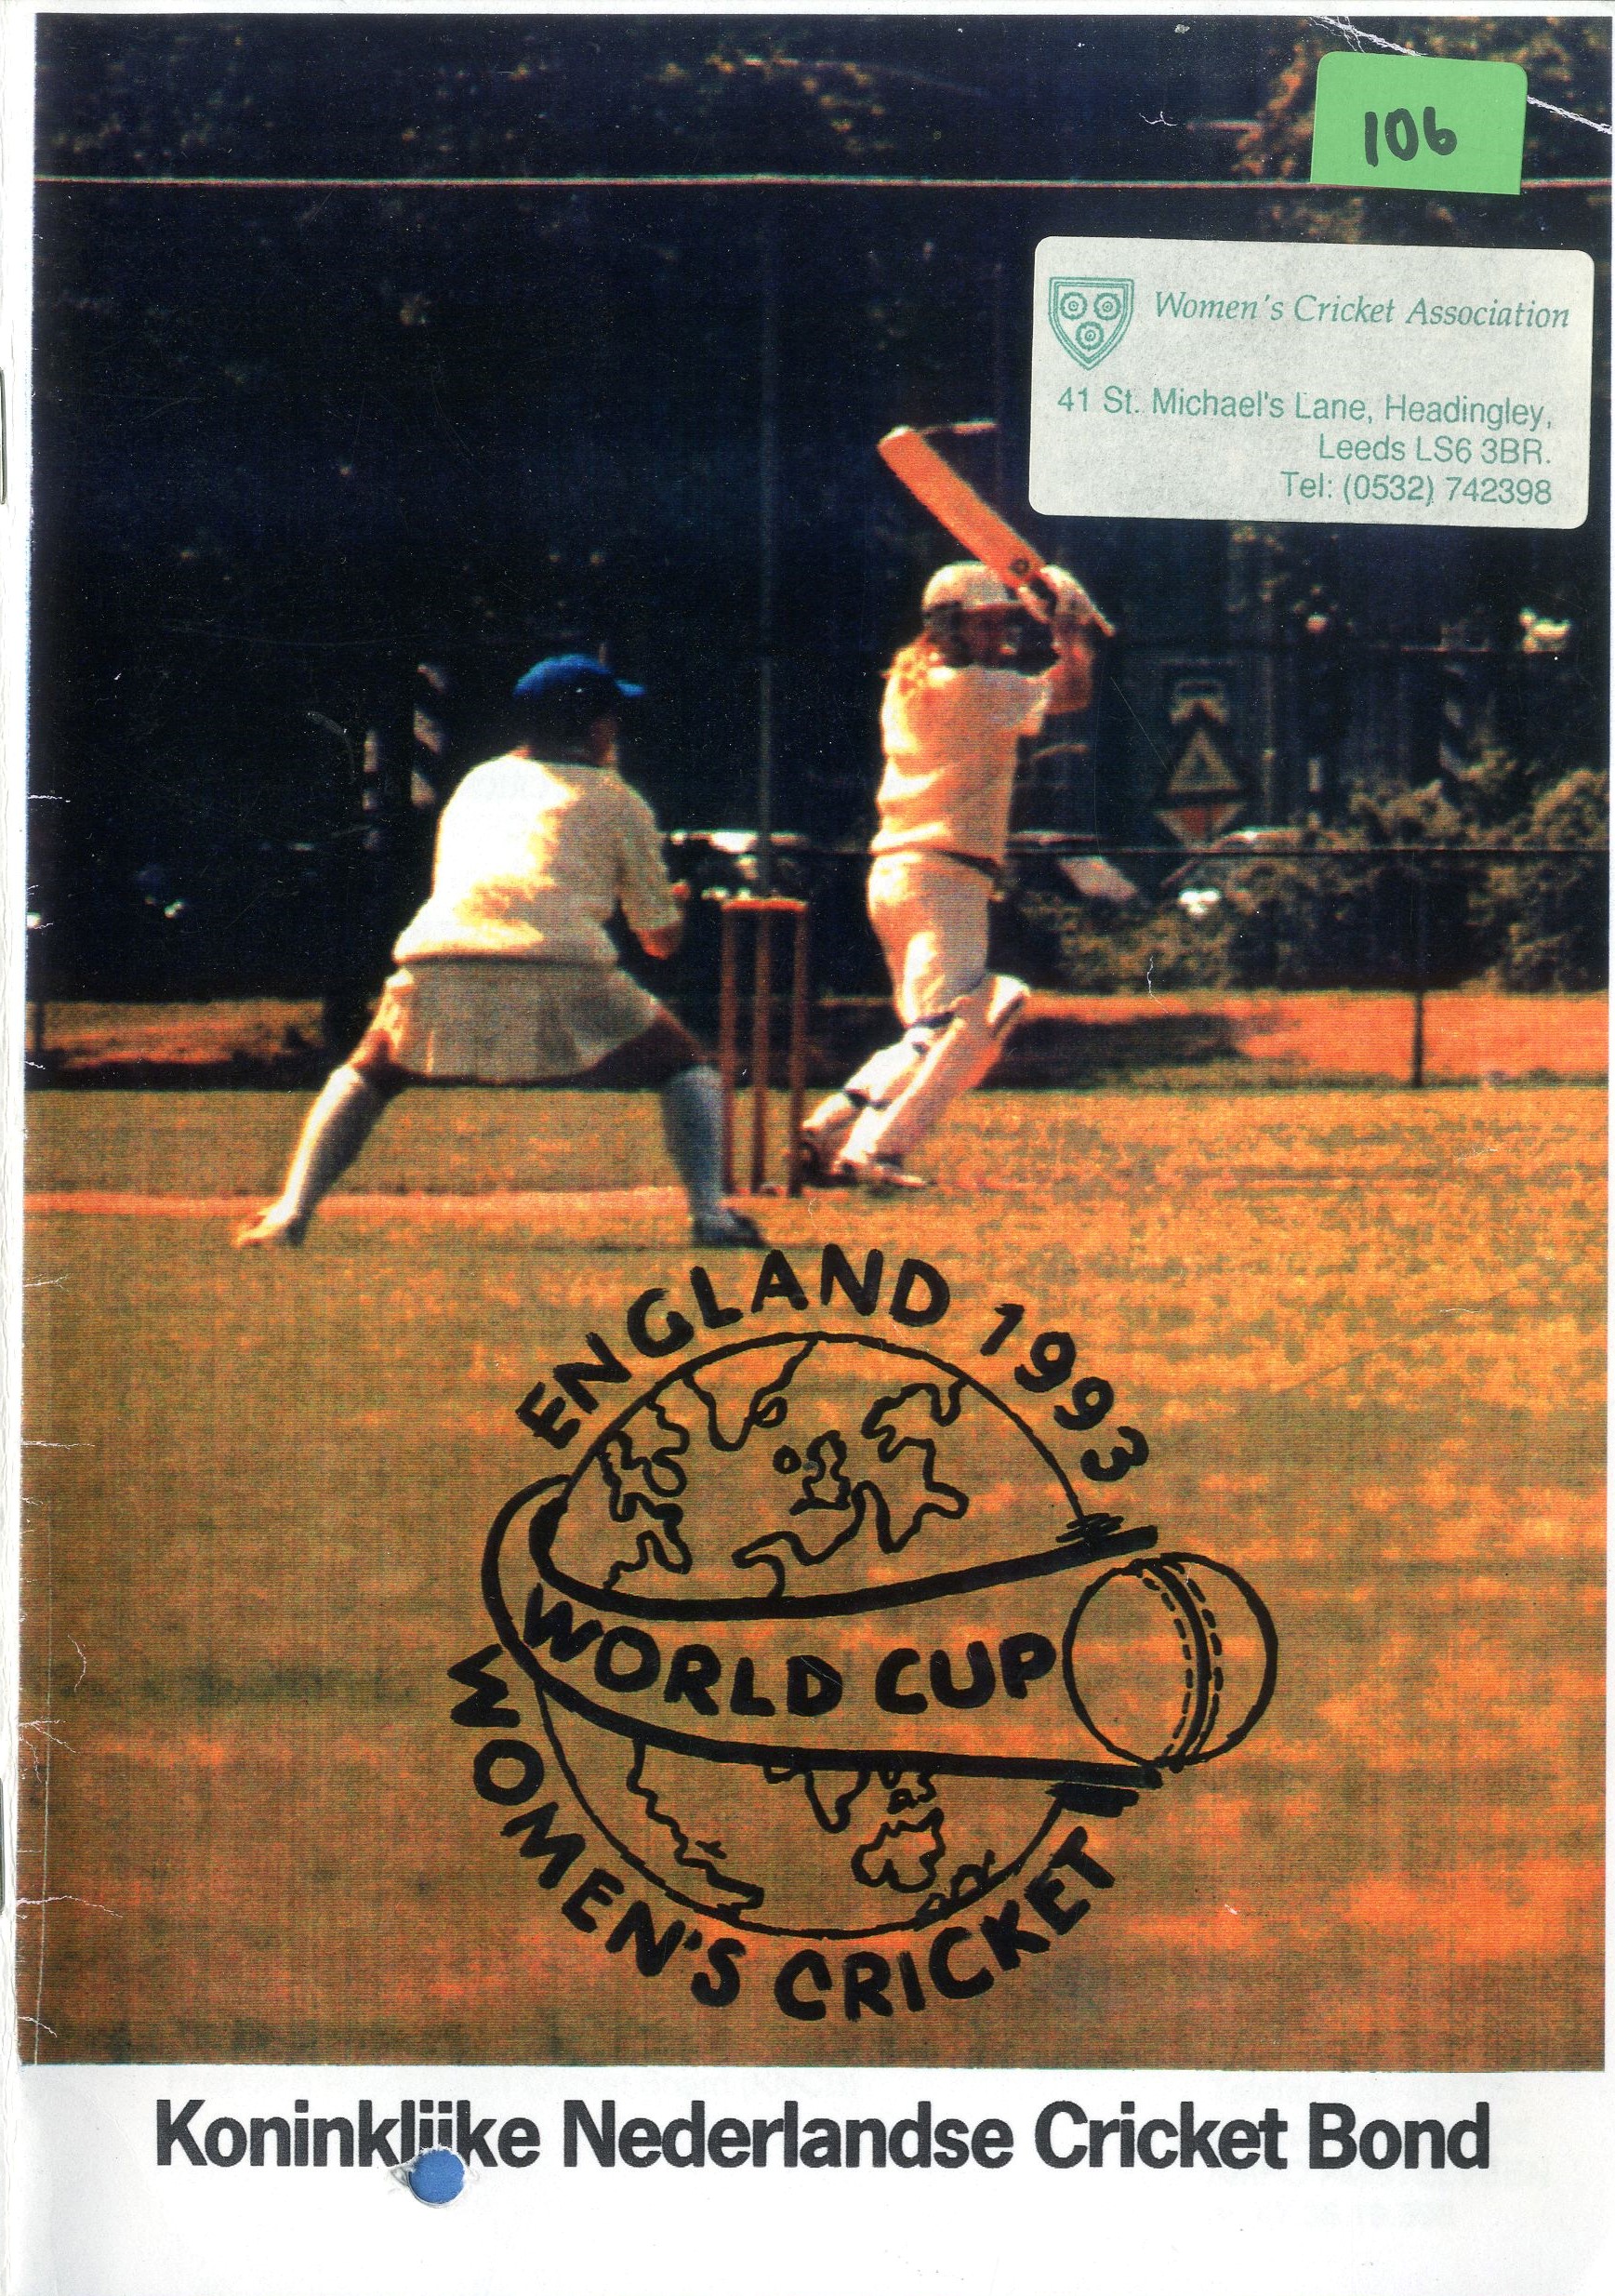 106
Women's Cricket Association
41 St. Michael's Lane, Headingley,
Leeds LS6 3BR.
Tel: (0532) 742398
ENGLAND 1993
WORLD CUP
WOMEN'S CRICKET
Koninklijke Nederlandse Cricket Bond